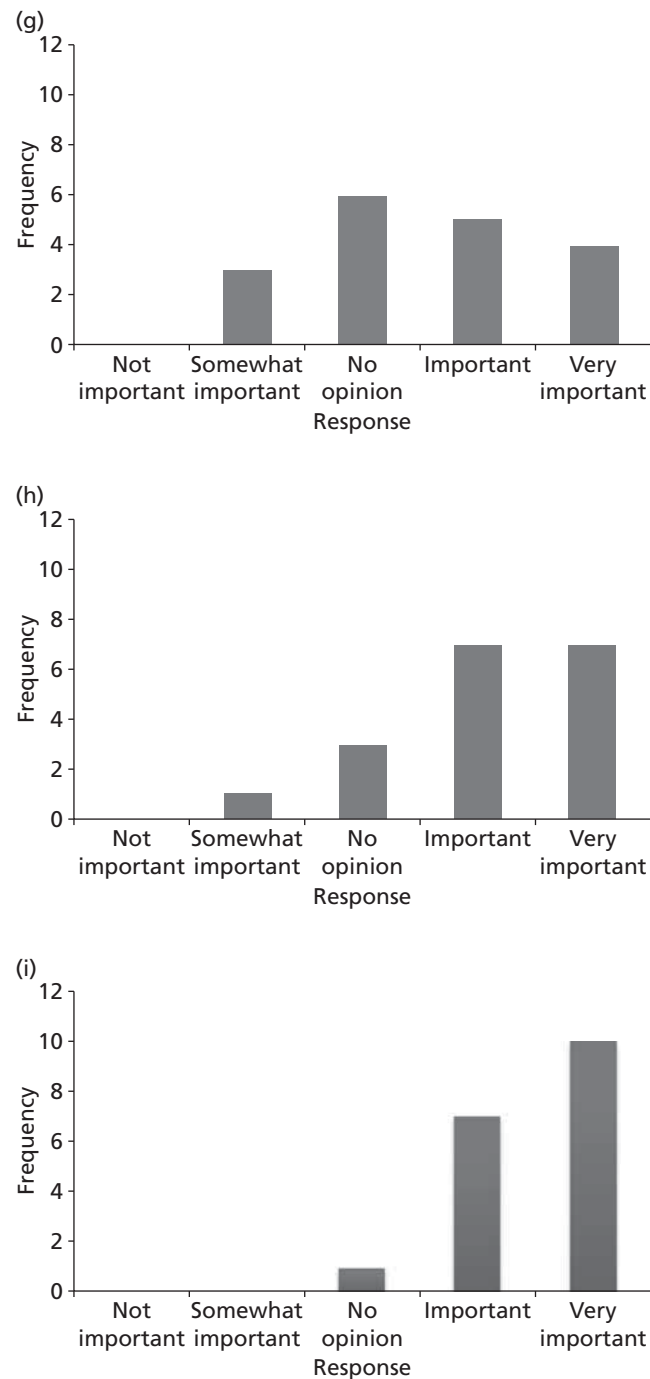 (g)
12
10
8
6
4
2
0
Frequency
Not Somewhat No Important Very
important important opinion important
Response
(h)
12
10
8
6
4
2
0
Frequency
Not Somewhat No Important Very
important important opinion important
Response
(i)
12
10
8
6
4
2
0
Frequency
Not Somewhat No Important Very
important important opinion important
Response